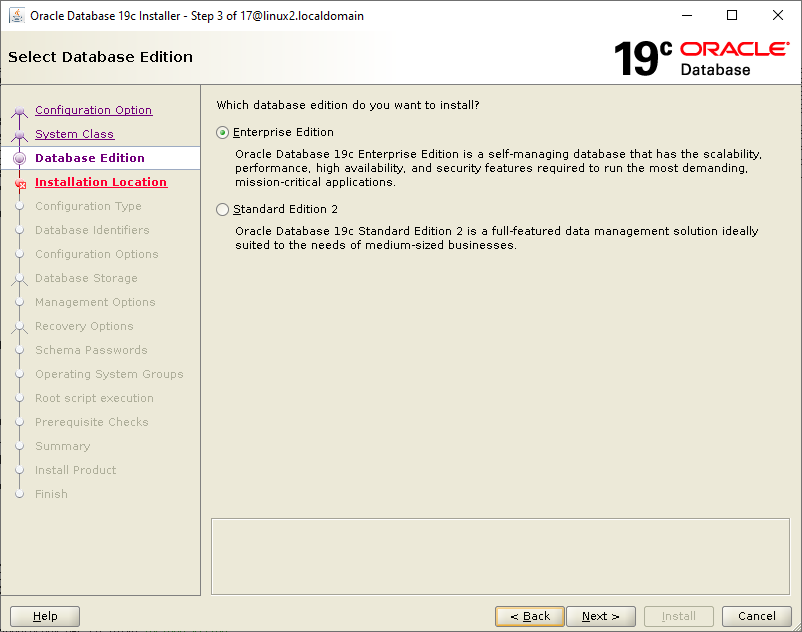 Oracle Database 19c Installer - Step 3 of 17@linux2.localdomain
Select Database Edition
19c ORACLE
Database
Configuration Option
System Class
Database Edition
Installation Location
Configuration Type
Database Identifiers
Configuration Options
Database Storage
Management Options
Recovery Options
Schema Passwords
Operating System Groups
Root script execution
Prerequisite Checks
Summary
Install Product
Finish
Which database edition do you want to install?
Enterprise Edition
Oracle Database 19c Enterprise Edition is a self-managing database that has the scalability,
performance, high availability, and security features required to run the most demanding,
mission-critical applications.
Standard Edition 2
Oracle Database 19c Standard Edition 2 is a full-featured data management solution ideally
suited to the needs of medium-sized businesses.
Help
< Back
Next >
Install
Cancel